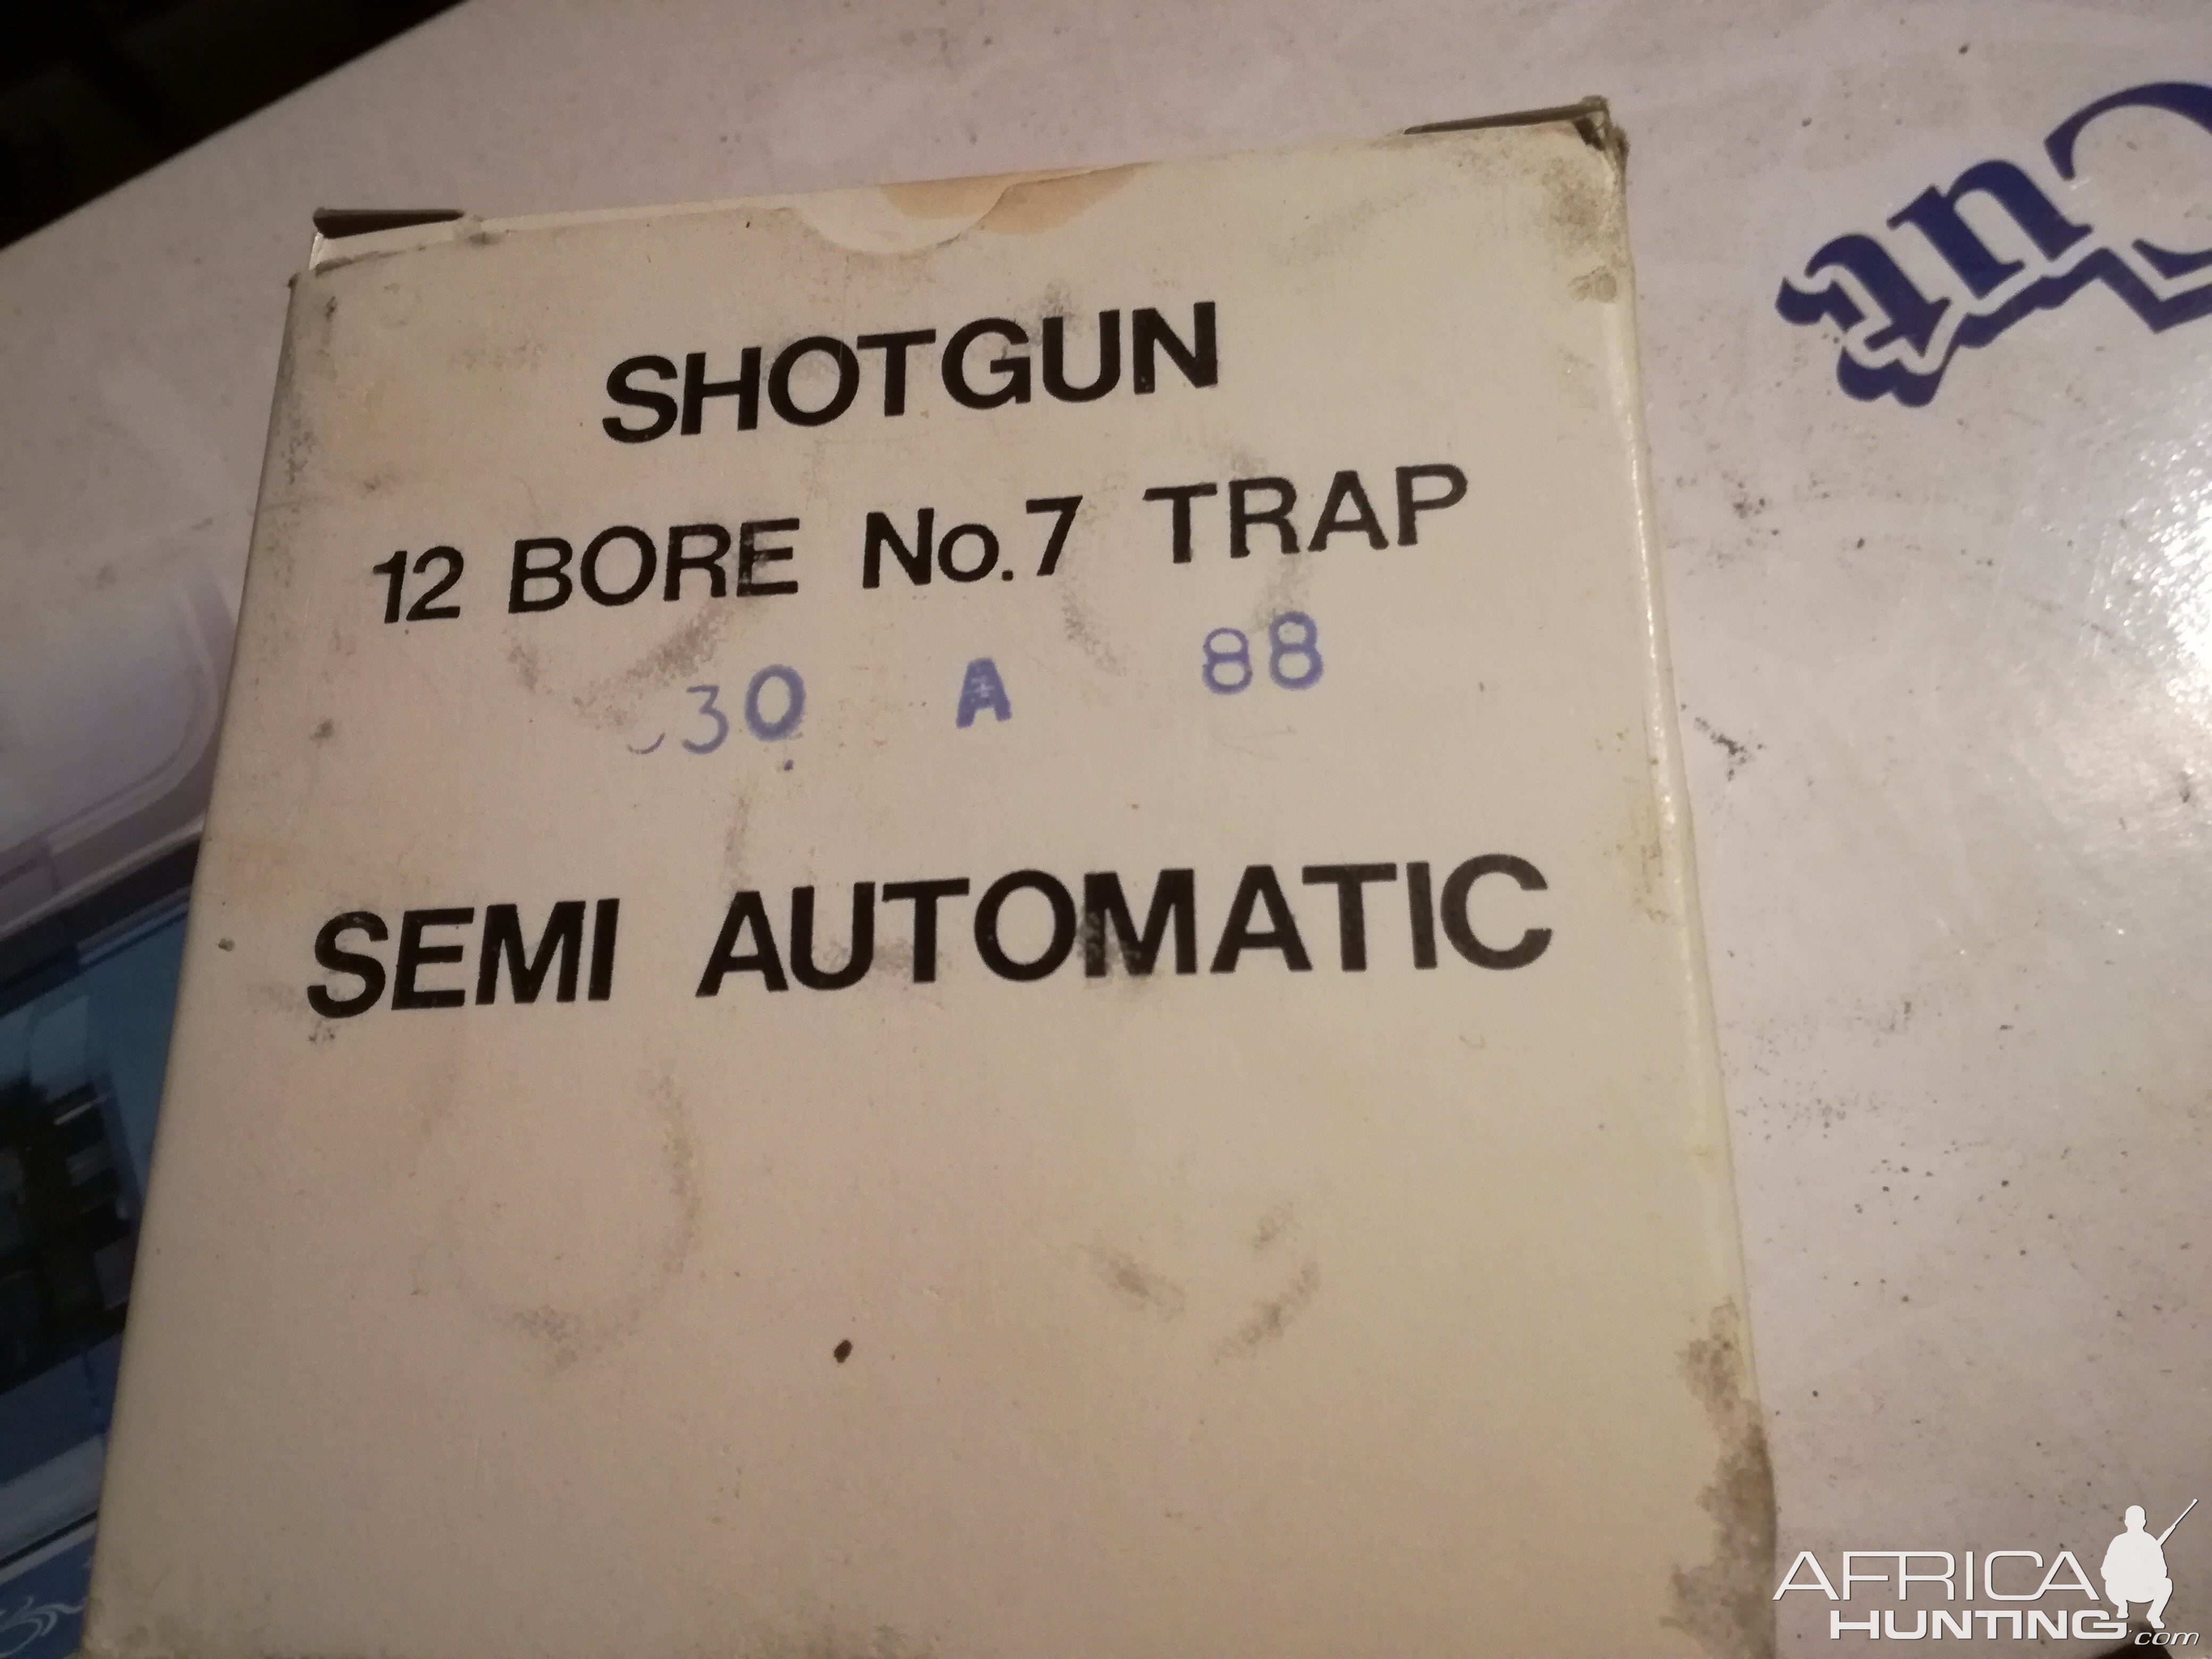 SHOTGUN
12 BORE No.7 TRAP
30 A 88
SEMI AUTOMATIC
AFRICA
HUNTING.com